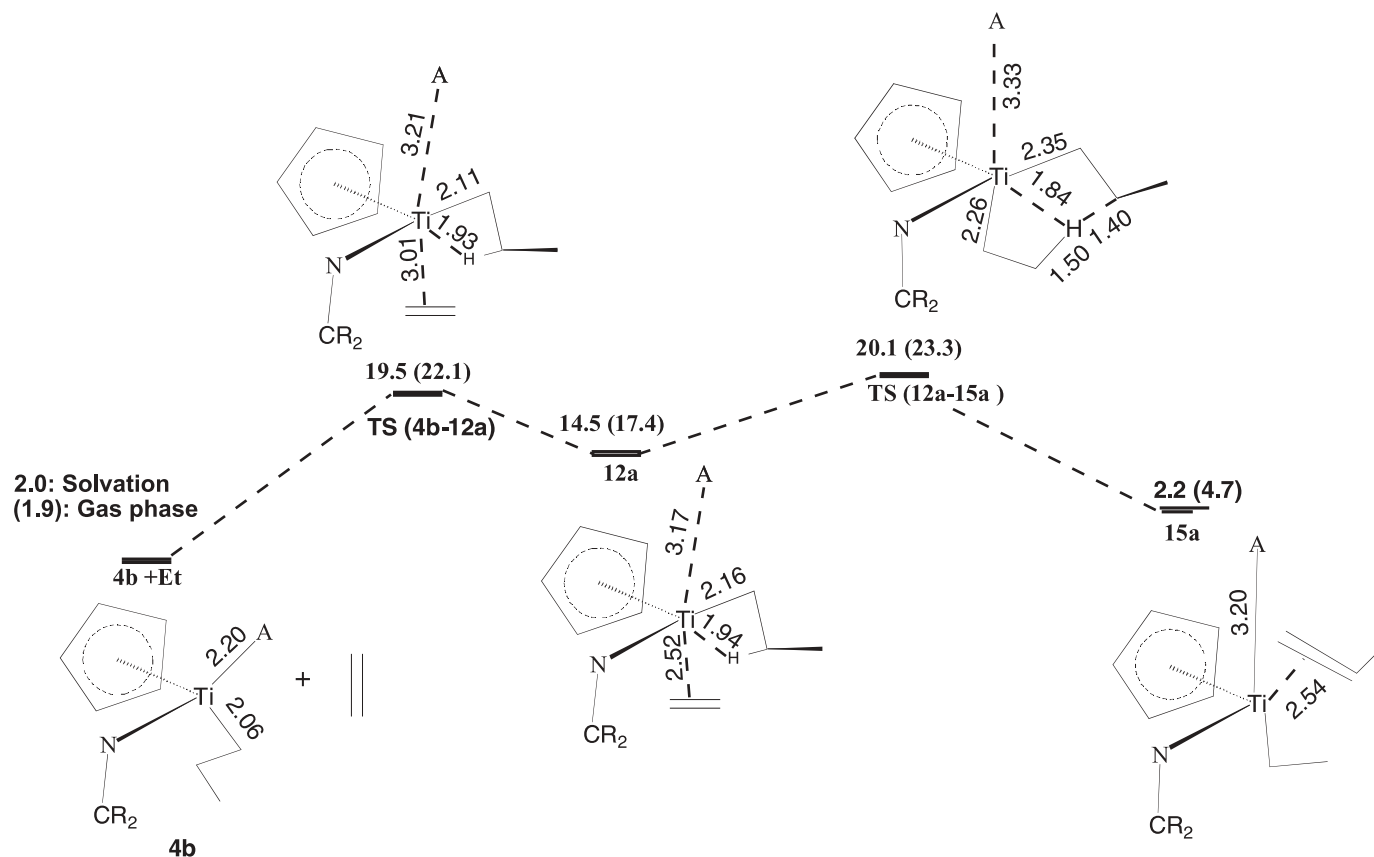 A
3.21
2.11
Ti
1.93
H
3.01
N
CR2
A
3.33
2.35
Ti
1.84
H
2.26
1.40
1.50
N
CR2
19.5 (22.1)
TS (4b-12a)
14.5 (17.4)
12a
20.1 (23.3)
TS (12a-15a )
2.0: Solvation
(1.9): Gas phase
4b +Et
2.2 (4.7)
15a
A
2.20
Ti
+
2.06
N
CR2
4b
A
3.17
2.16
Ti
1.94
H
2.52
N
CR2
A
3.20
Ti
2.54
N
CR2